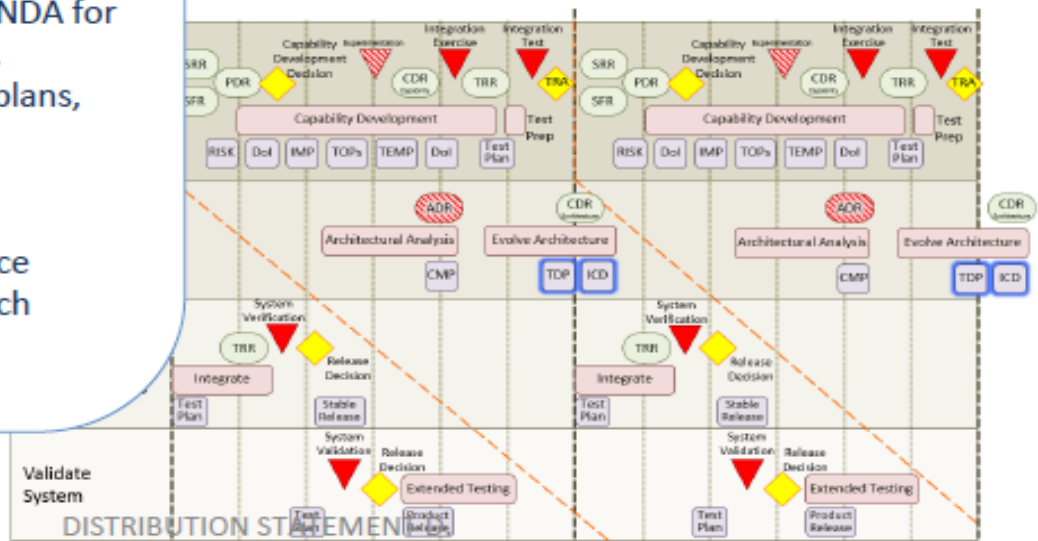 NDA for
plans,
ce
ch
Capability Development Decision
Experimentation
Integration Exercise
Integration Test
SRR
SFR
PDR
CDR
TRR
TRA
Capability Development
Test Prep
RISK
DoI
IMP
TOPs
TEMP
DoI
Test Plan
Capability Development Decision
Experimentation
Integration Exercise
Integration Test
SRR
SFR
PDR
CDR
TRR
TRA
Capability Development
Test Prep
RISK
DoI
IMP
TOPs
TEMP
DoI
Test Plan
ADR
CDR
Architecture
Architectural Analysis
Evolve Architecture
CMP
TDP
ICD
ADR
CDR
Architecture
Architectural Analysis
Evolve Architecture
CMP
TDP
ICD
System Verification
TRR
Release Decision
Integrate
Test Plan
Stable Release
System Verification
TRR
Release Decision
Integrate
Test Plan
Stable Release
Validate
System
System Validation
Release Decision
Extended Testing
Test Plan
Product Release
System Validation
Release Decision
Extended Testing
Test Plan
Product Release
DISTRIBUTION STATEMENT D: